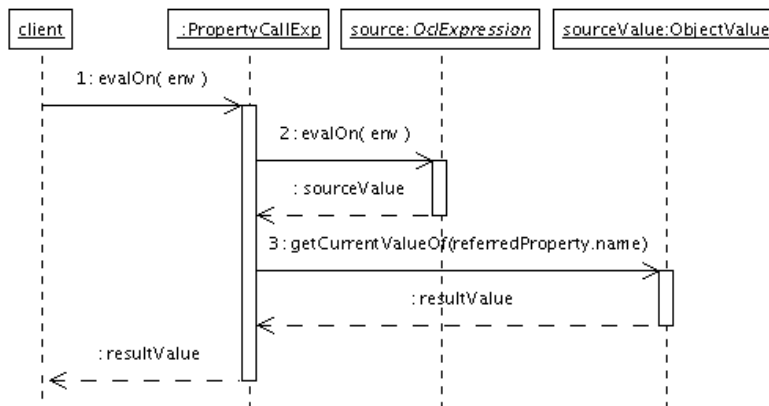 client
:PropertyCallExp
source:OclExpression
sourceValue:ObjectValue
1:evalOn( env )
2:evalOn( env )
:sourceValue
3:getCurrentValueOf(referredProperty.name)
:resultValue
:resultValue